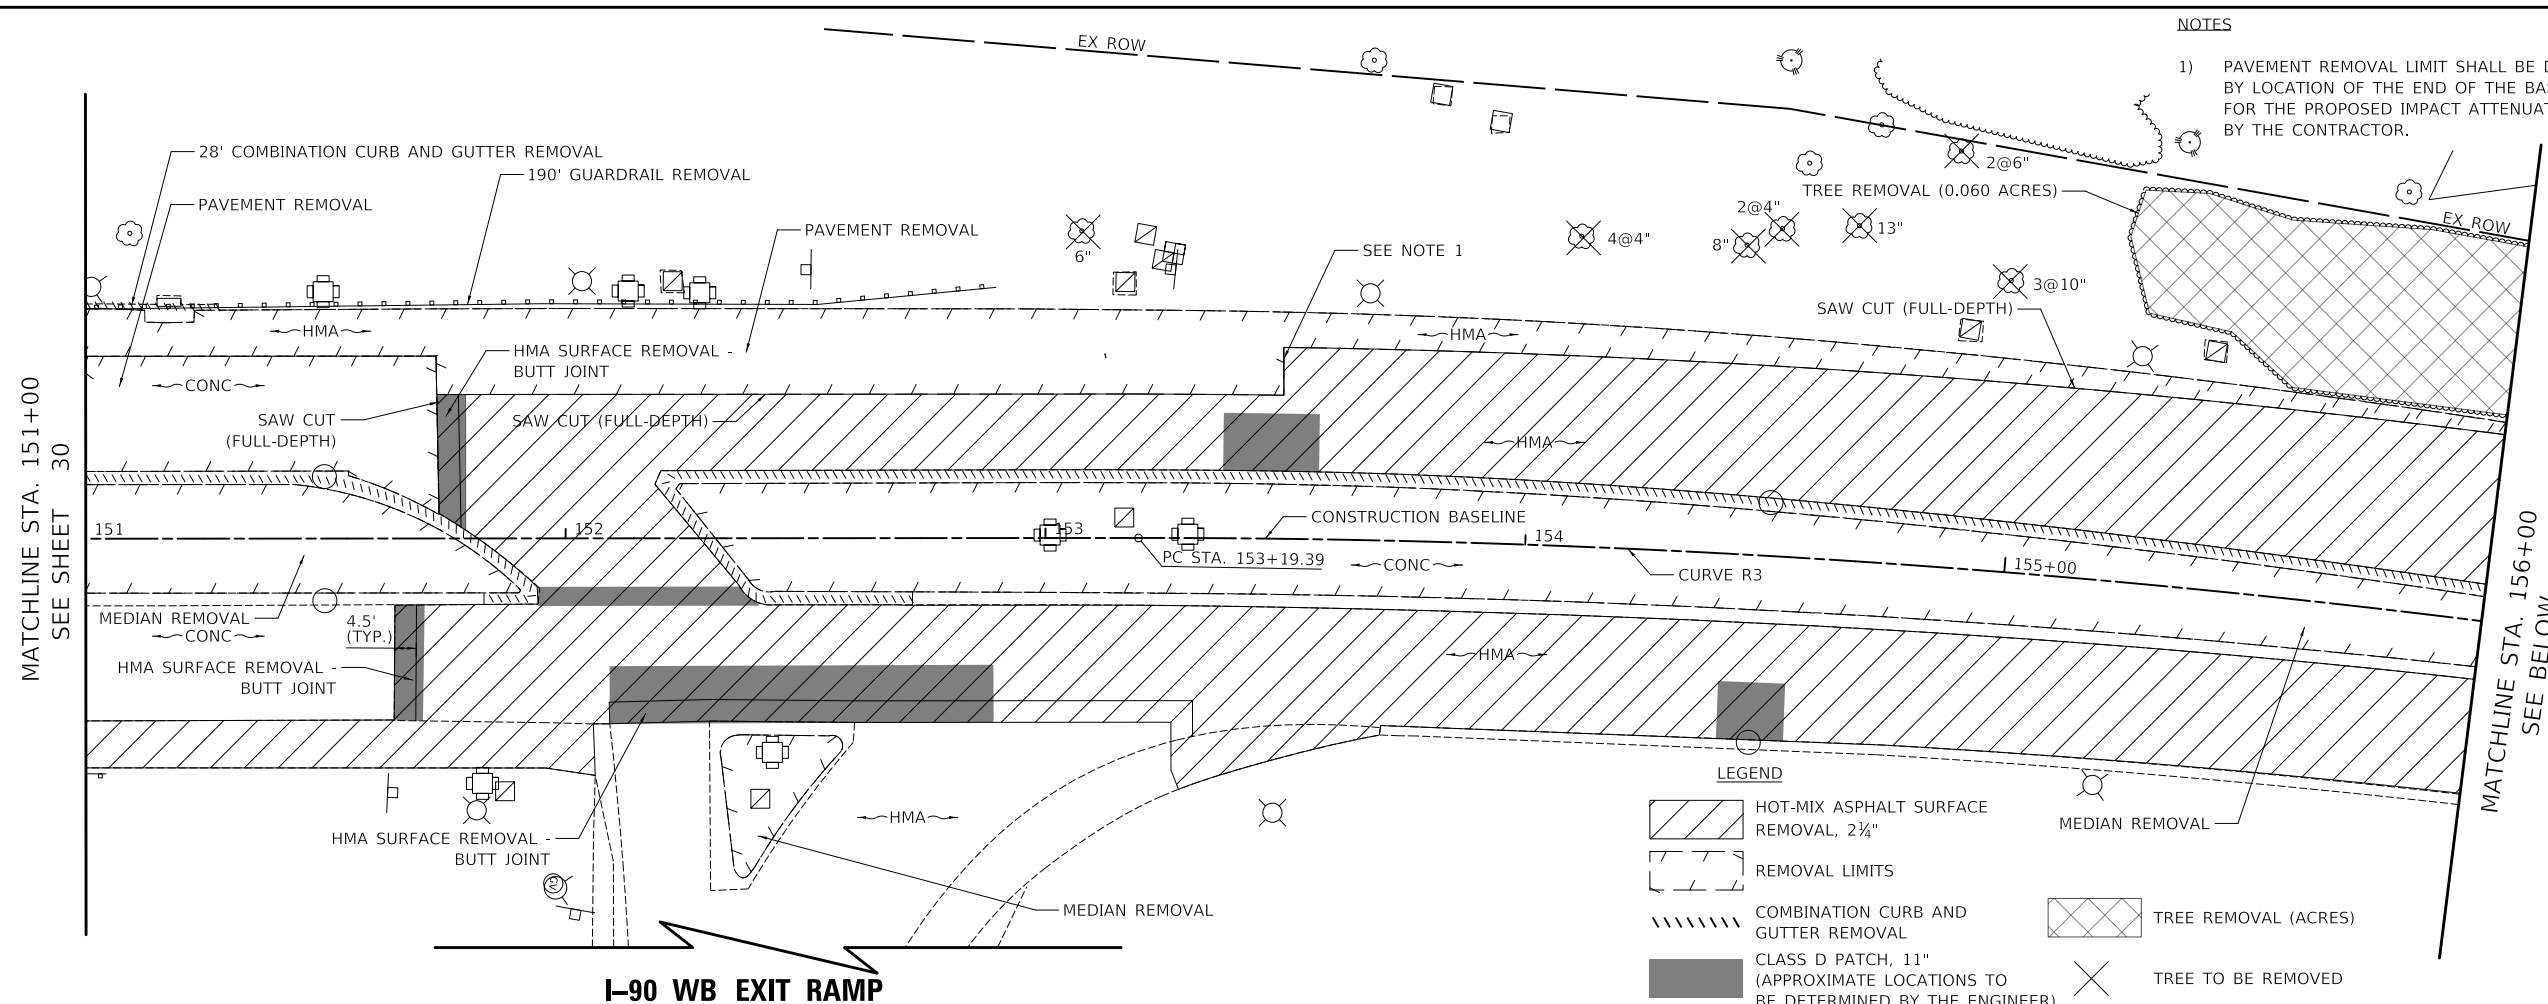 NOTES
1) PAVEMENT REMOVAL LIMIT SHALL BE
BY LOCATION OF THE END OF THE
FOR THE PROPOSED IMPACT
BY THE CONTRACTOR.
EX ROW
28' COMBINATION CURB AND GUTTER REMOVAL
190' GUARDRAIL REMOVAL
PAVEMENT REMOVAL
PAVEMENT REMOVAL
SEE NOTE 1
6"
4@4"
8"
2@4"
13"
2@6"
TREE REMOVAL (0.060 ACRES)
EX ROW
3@10"
SAW CUT (FULL-DEPTH)
HMA
HMA
HMA SURFACE REMOVAL -
BUTT JOINT
CONC
SAW CUT
(FULL-DEPTH)
SAW CUT (FULL-DEPTH)
HMA
MATCHLINE STA. 151+00
SEE SHEET 30
151
152
153
CONSTRUCTION BASELINE
154
PC STA. 153+19.39
CONC
CURVE R3
155+00
MATCHLINE STA. 156+00
SEE BELOW
MEDIAN REMOVAL
CONC
4.5'
(TYP.)
HMA SURFACE REMOVAL -
BUTT JOINT
HMA
HMA SURFACE REMOVAL -
BUTT JOINT
HMA
MEDIAN REMOVAL
MEDIAN REMOVAL
I-90 WB EXIT RAMP
LEGEND
HOT-MIX ASPHALT SURFACE
REMOVAL, 2¼"
REMOVAL LIMITS
COMBINATION CURB AND
GUTTER REMOVAL
CLASS D PATCH, 11"
(APPROXIMATE LOCATIONS TO
BE DETERMINED BY THE ENGINEER)
TREE REMOVAL (ACRES)
TREE TO BE REMOVED